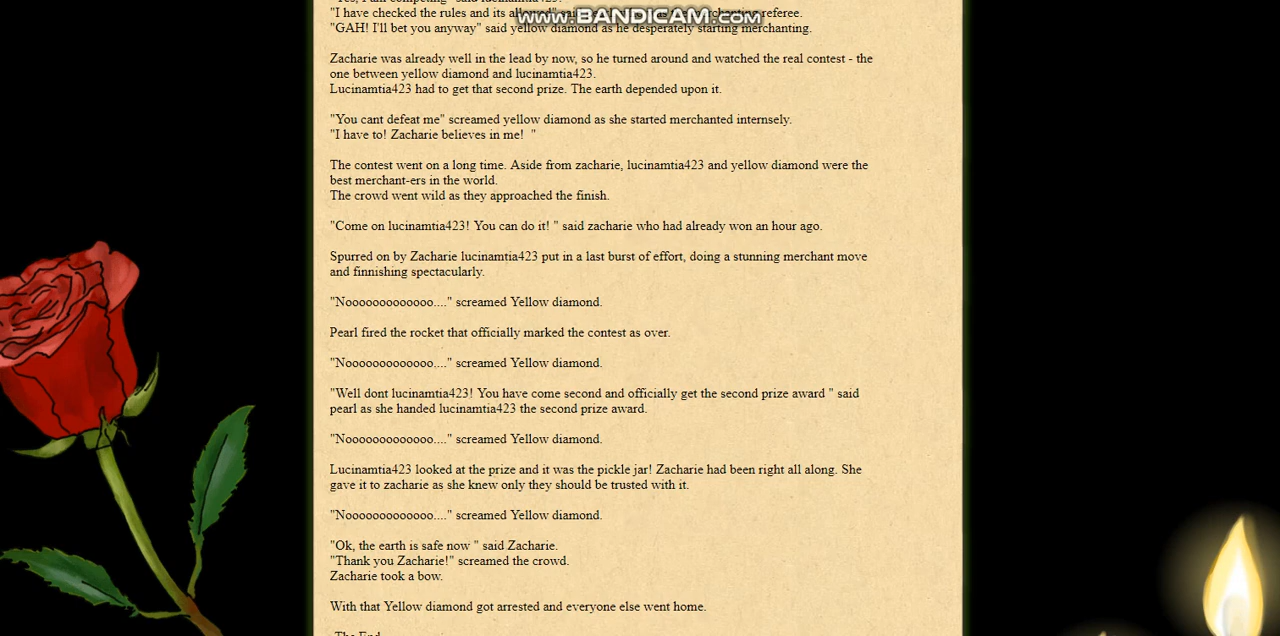 www.BANDICAM.com
"I have checked the rules and its allowed" referee.
"GAH! I'll bet you anyway" said yellow diamond as he desperately starting merchanting.
Zacharie was already well in the lead by now, so he turned around and watched the real contest - the
one between yellow diamond and lucinamtia423.
Lucinamtia423 had to get that second prize. The earth depended upon it.
"You cant defeat me" screamed yellow diamond as she started merchanted internsely.
"I have to! Zacharie believes in me!  "
The contest went on a long time. Aside from zacharie, lucinamtia423 and yellow diamond were the
best merchant-ers in the world.
The crowd went wild as they approached the finish.
"Come on lucinamtia423! You can do it! " said zacharie who had already won an hour ago.
Spurred on by Zacharie lucinamtia423 put in a last burst of effort, doing a stunning merchant move
and finnishing spectacularly.
"Nooooooooooooo...." screamed Yellow diamond.
Pearl fired the rocket that officially marked the contest as over.
"Nooooooooooooo...." screamed Yellow diamond.
"Well dont lucinamtia423! You have come second and officially get the second prize award " said
pearl as she handed lucinamtia423 the second prize award.
"Nooooooooooooo...." screamed Yellow diamond.
Lucinamtia423 looked at the prize and it was the pickle jar! Zacharie had been right all along. She
gave it to zacharie as she knew only they should be trusted with it.
"Nooooooooooooo...." screamed Yellow diamond.
"Ok, the earth is safe now " said Zacharie.
"Thank you Zacharie!" screamed the crowd.
Zacharie took a bow.
With that Yellow diamond got arrested and everyone else went home.
The End